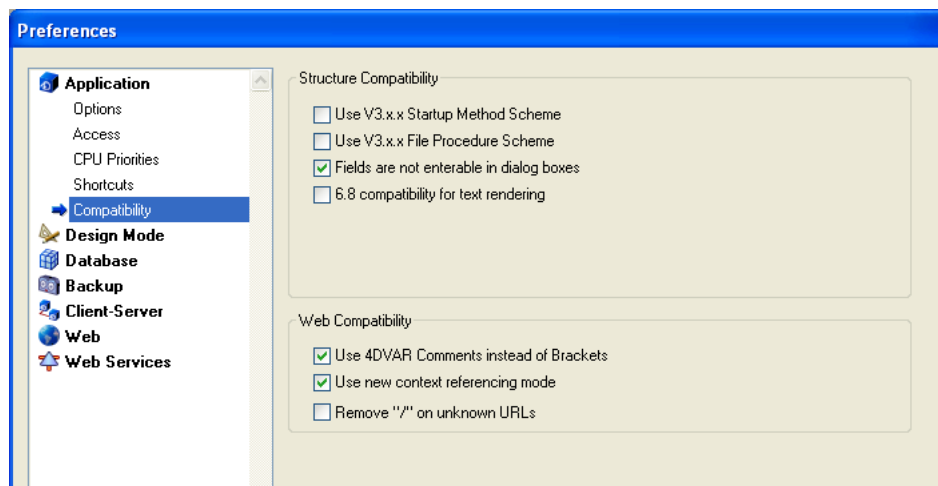 Preferences
Application
Options
Access
CPU Priorities
Shortcuts
Compatibility
Design Mode
Database
Backup
Client-Server
Web
Web Services
Structure Compatibility
Use V3.x.x Startup Method Scheme
Use V3.x.x File Procedure Scheme
Fields are not enterable in dialog boxes
6.8 compatibility for text rendering
Web Compatibility
Use 4DVAR Comments instead of Brackets
Use new context referencing mode
Remove "/" on unknown URLs